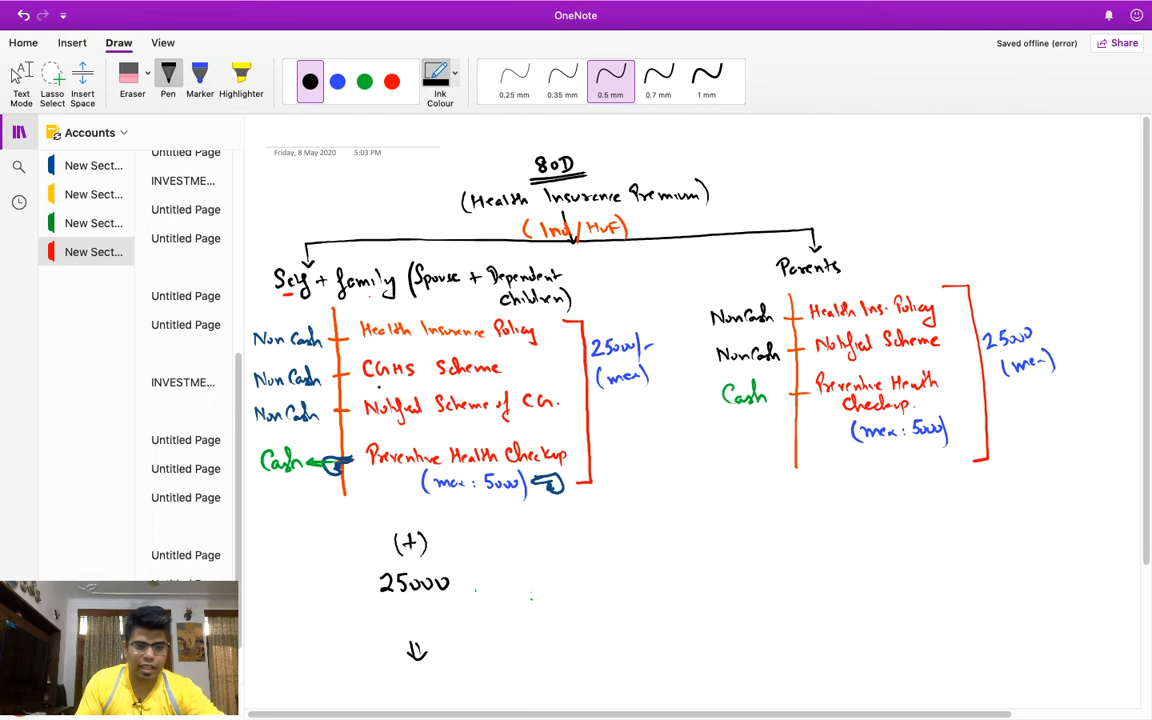 OneNote
Home Insert Draw View
Saved offline (error) Share
Text Mode
Lasso Select
Insert Space
Eraser
Pen
Marker
Highlighter
Ink Colour
0.25 mm 0.35 mm 0.5 mm 0.7 mm 1 mm
Accounts
New Sect...
New Sect...
New Sect...
New Sect...
Untitled Page
INVESTME...
Untitled Page
Untitled Page
Untitled Page
Untitled Page
INVESTME...
Untitled Page
Untitled Page
Untitled Page
Untitled Page
Friday, 8 May 2020 5:03 PM
80D
(Health Insurance Premium)
(Ind/HUF)
Self + family (Spouse + Dependent
children)
Non Cash Health Insurance Policy
Non Cash CGHS Scheme
Non Cash Notified Scheme of CG.
Cash Preventive Health Checkup
(max : 5000)
25000/-
(max)
(+)
25000
Parents
Non Cash Health Ins. Policy
Non Cash Notified Scheme
Cash Preventive Health
Checkup.
(max : 5000)
25000
(max)